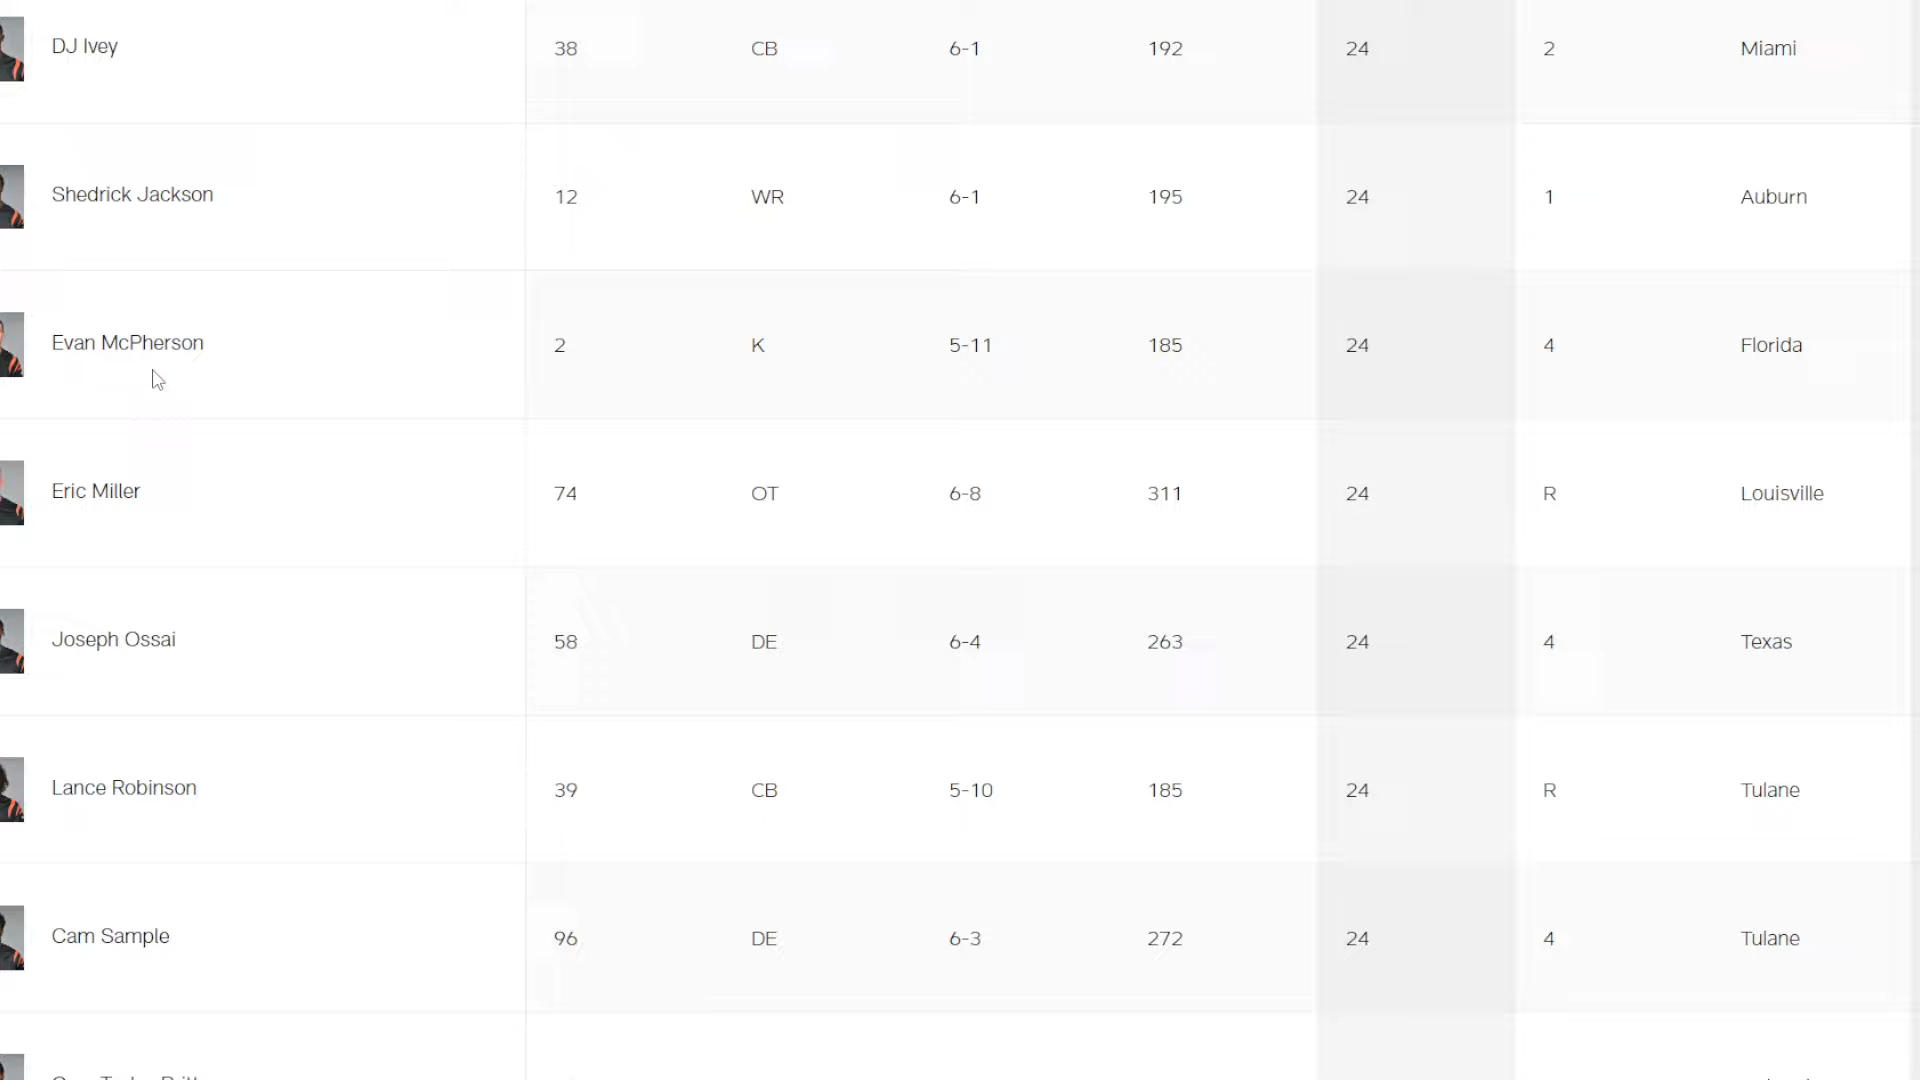 DJ Ivey 38 CB 6-1 192 24 2 Miami
Shedrick Jackson 12 WR 6-1 195 24 1 Auburn
Evan McPherson 2 K 5-11 185 24 4 Florida
Eric Miller 74 OT 6-8 311 24 R Louisville
Joseph Ossai 58 DE 6-4 263 24 4 Texas
Lance Robinson 39 CB 5-10 185 24 R Tulane
Cam Sample 96 DE 6-3 272 24 4 Tulane